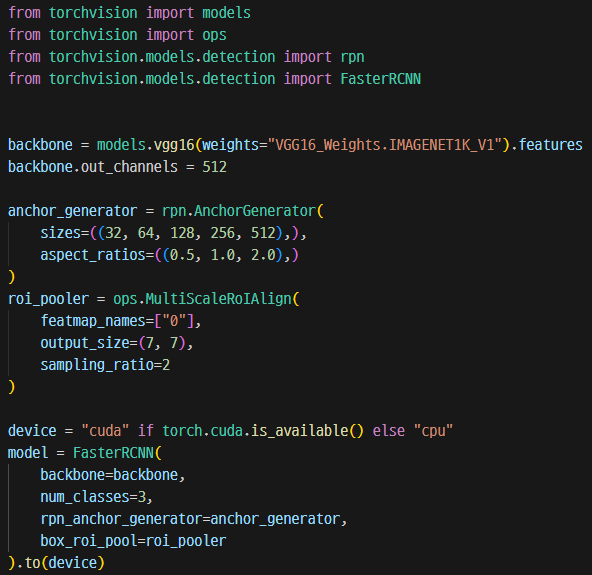 from torchvision import models
from torchvision import ops
from torchvision.models.detection import rpn
from torchvision.models.detection import FasterRCNN
backbone = models.vgg16(weights="VGG16_Weights.IMAGENET1K_V1").features
backbone.out_channels = 512
anchor_generator = rpn.AnchorGenerator(
    sizes=((32, 64, 128, 256, 512),),
    aspect_ratios=((0.5, 1.0, 2.0),)
)
roi_pooler = ops.MultiScaleRoIAlign(
    featmap_names=["0"],
    output_size=(7, 7),
    sampling_ratio=2
)
device = "cuda" if torch.cuda.is_available() else "cpu"
model = FasterRCNN(
    backbone=backbone,
    num_classes=3,
    rpn_anchor_generator=anchor_generator,
    box_roi_pool=roi_pooler
).to(device)